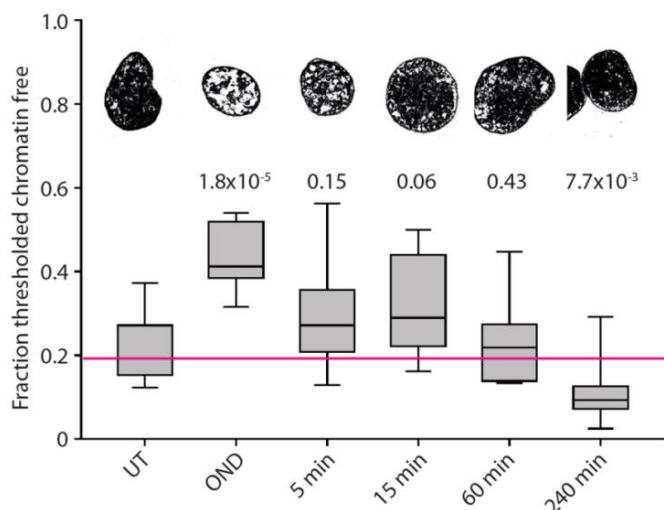 Fraction thresholded chromatin free
1.0
0.8
0.6
0.4
0.2
0
1.8x10⁻⁵ 0.15 0.06 0.43 7.7x10⁻³
UT OND 5 min 15 min 60 min 240 min